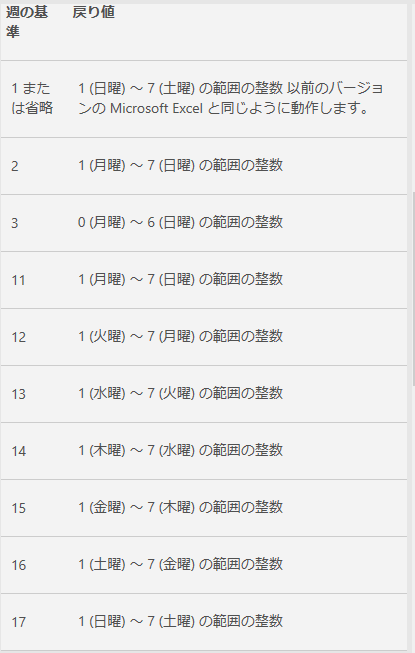 週の基 戻り値
準
1 また 1 (日曜) ～ 7 (土曜) の範囲の整数 以前のバージョ
は省略 ンの Microsoft Excel と同じように動作します。
2 1 (月曜) ～ 7 (日曜) の範囲の整数
3 0 (月曜) ～ 6 (日曜) の範囲の整数
11 1 (月曜) ～ 7 (日曜) の範囲の整数
12 1 (火曜) ～ 7 (月曜) の範囲の整数
13 1 (水曜) ～ 7 (火曜) の範囲の整数
14 1 (木曜) ～ 7 (水曜) の範囲の整数
15 1 (金曜) ～ 7 (木曜) の範囲の整数
16 1 (土曜) ～ 7 (金曜) の範囲の整数
17 1 (日曜) ～ 7 (土曜) の範囲の整数